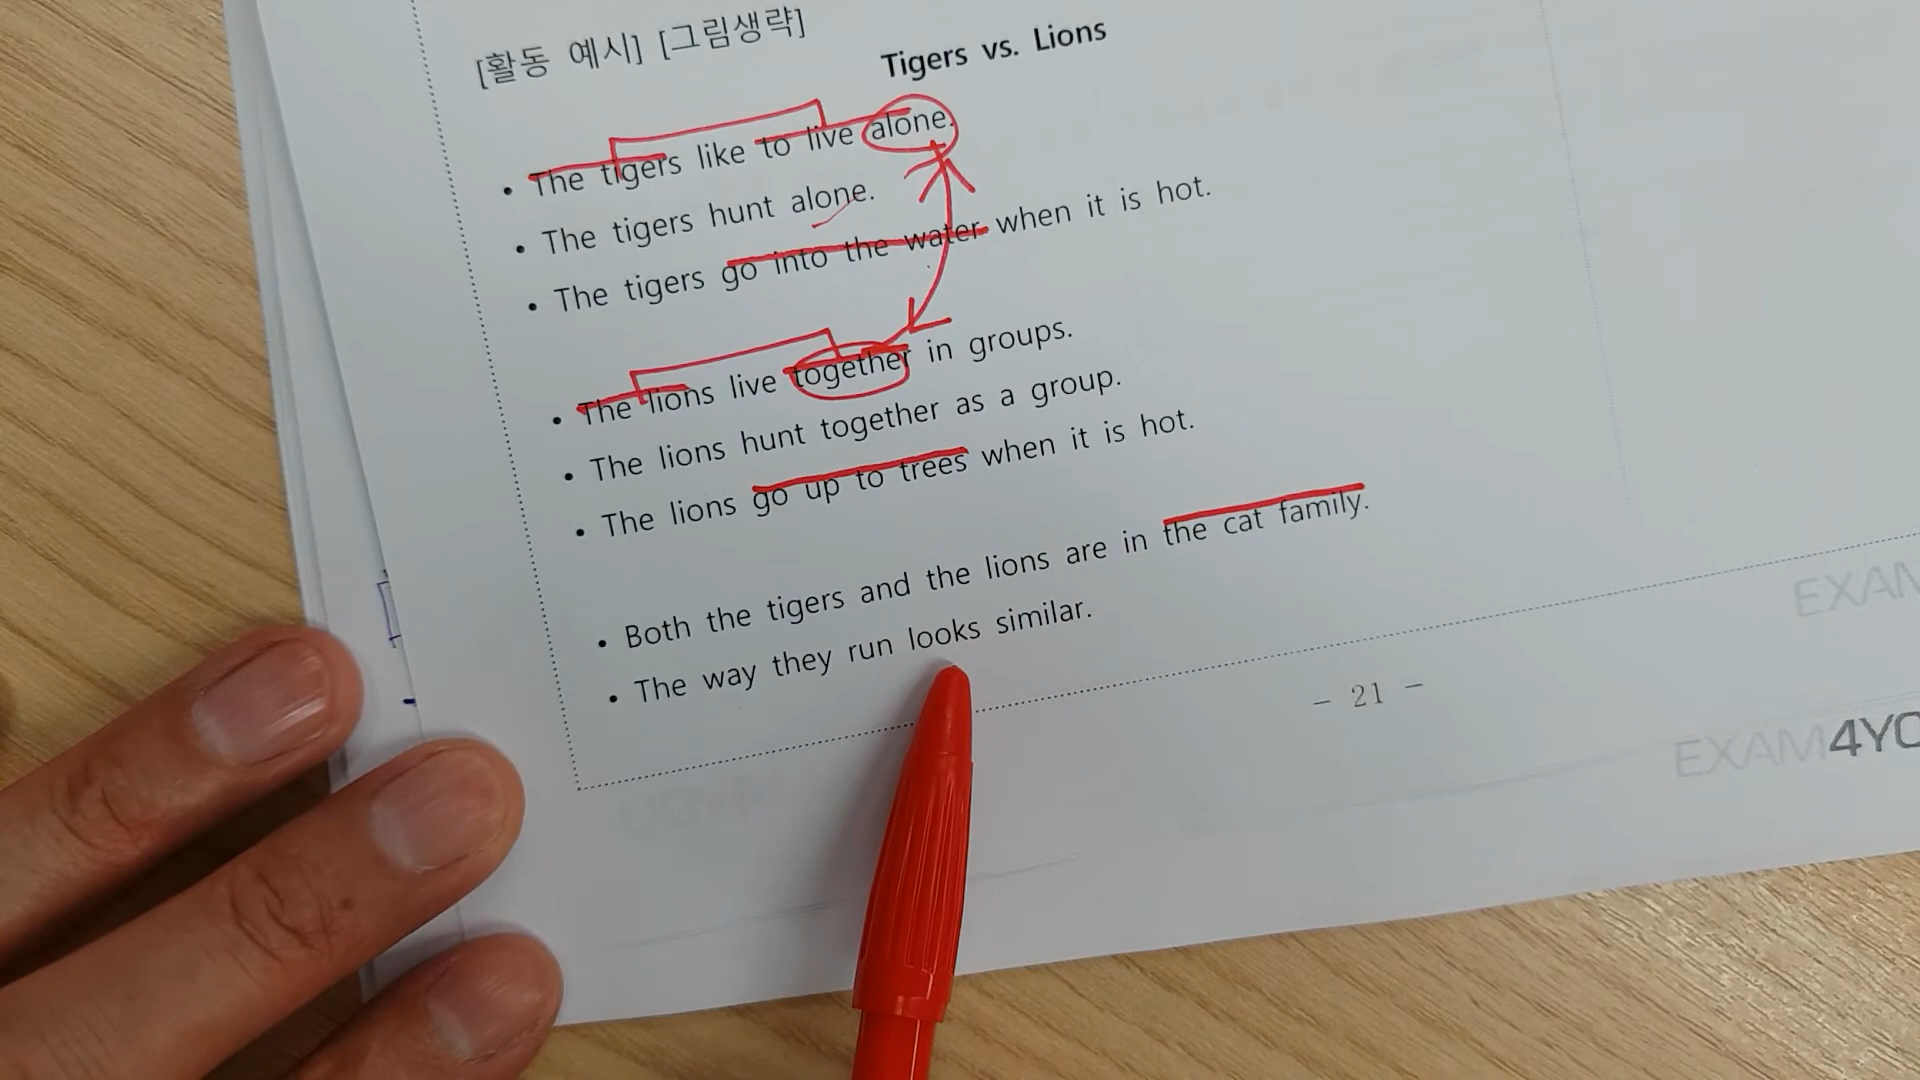 [활동 예시] [그림생략]
Tigers vs. Lions
• The tigers like to live alone.
• The tigers hunt alone.
• The tigers go into the water when it is hot.
• The lions live together in groups.
• The lions hunt together as a group.
• The lions go up to trees when it is hot.
• Both the tigers and the lions are in the cat family.
• The way they run looks similar.
- 21 -
EXAM
EXAM4YO